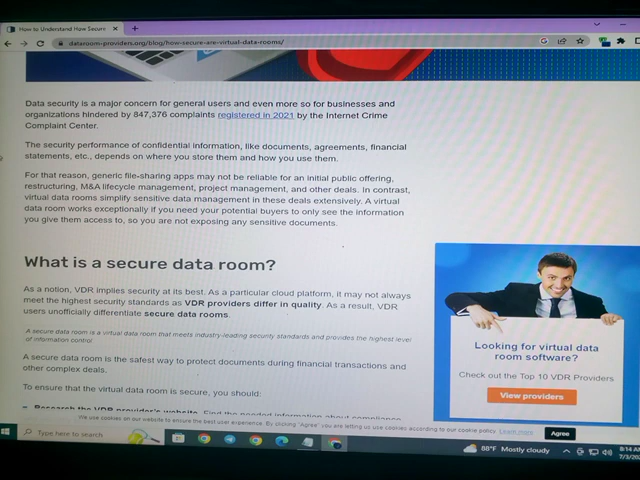 How to Understand How Secure
dataroom-providers.org/blog/how-secure-are-virtual-data-rooms/
Data security is a major concern for general users and even more so for businesses and
organizations hindered by 847,376 complaints registered in 2021 by the Internet Crime
Complaint Center.
The security performance of confidential information, like documents, agreements, financial
statements, etc., depends on where you store them and how you use them.
For that reason, generic file-sharing apps may not be reliable for an initial public offering,
restructuring, M&A lifecycle management, project management, and other deals. In contrast,
virtual data rooms simplify sensitive data management in these deals extensively. A virtual
data room works exceptionally if you need your potential buyers to only see the information
you give them access to, so you are not exposing any sensitive documents.
What is a secure data room?
As a notion, VDR implies security at its best. As a particular cloud platform, it may not always
meet the highest security standards as VDR providers differ in quality. As a result, VDR
users unofficially differentiate secure data rooms.
A secure data room is a virtual data room that meets industry-leading security standards and provides the highest level
of information control.
A secure data room is the safest way to protect documents during financial transactions and
other complex deals.
To ensure that the virtual data room is secure, you should:
Research the VDR provider's website. Find the needed information about compliance,
Looking for virtual data
room software?
Check out the Top 10 VDR Providers
View providers
We use cookies on our website to ensure the best user experience. By clicking "Agree" you are letting us use cookies according to our cookie policy. Learn more
Agree
Type here to search
88°F Mostly cloudy
8:14 AM